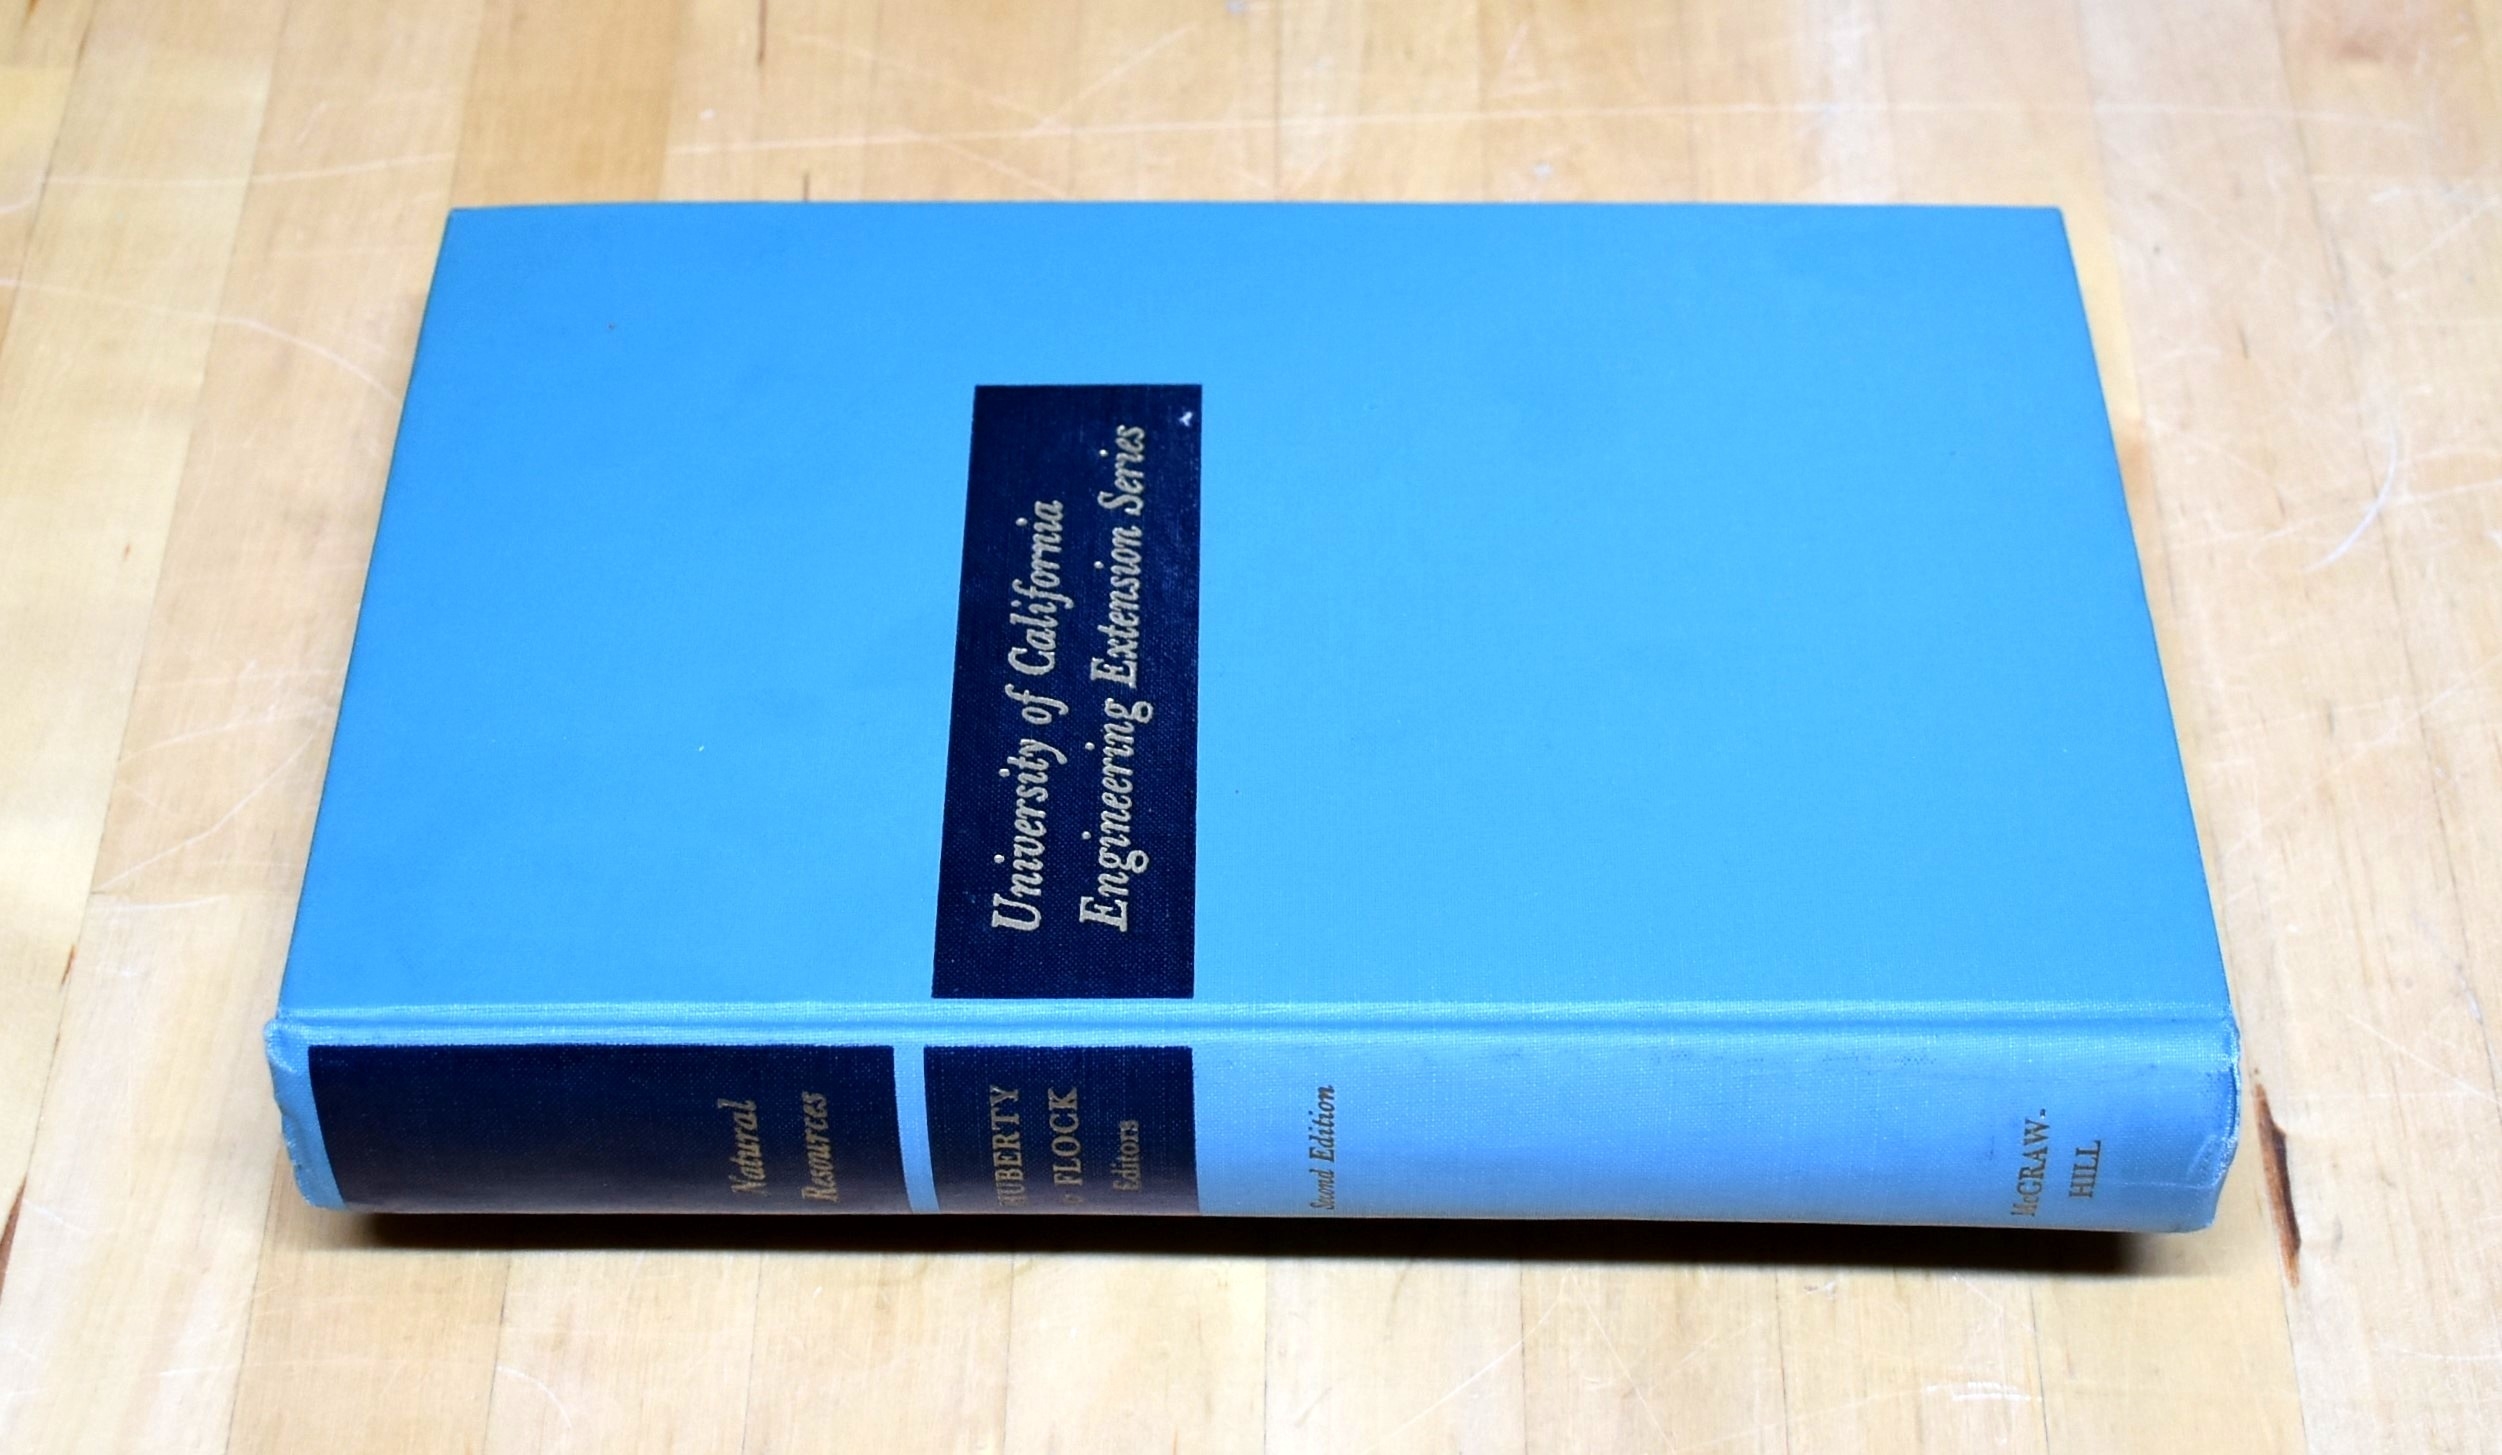 University of California
Engineering Extension Series
Natural
Resources
HUBERTY
FLOCK
Editors
Second Edition
McGRAW-
HILL